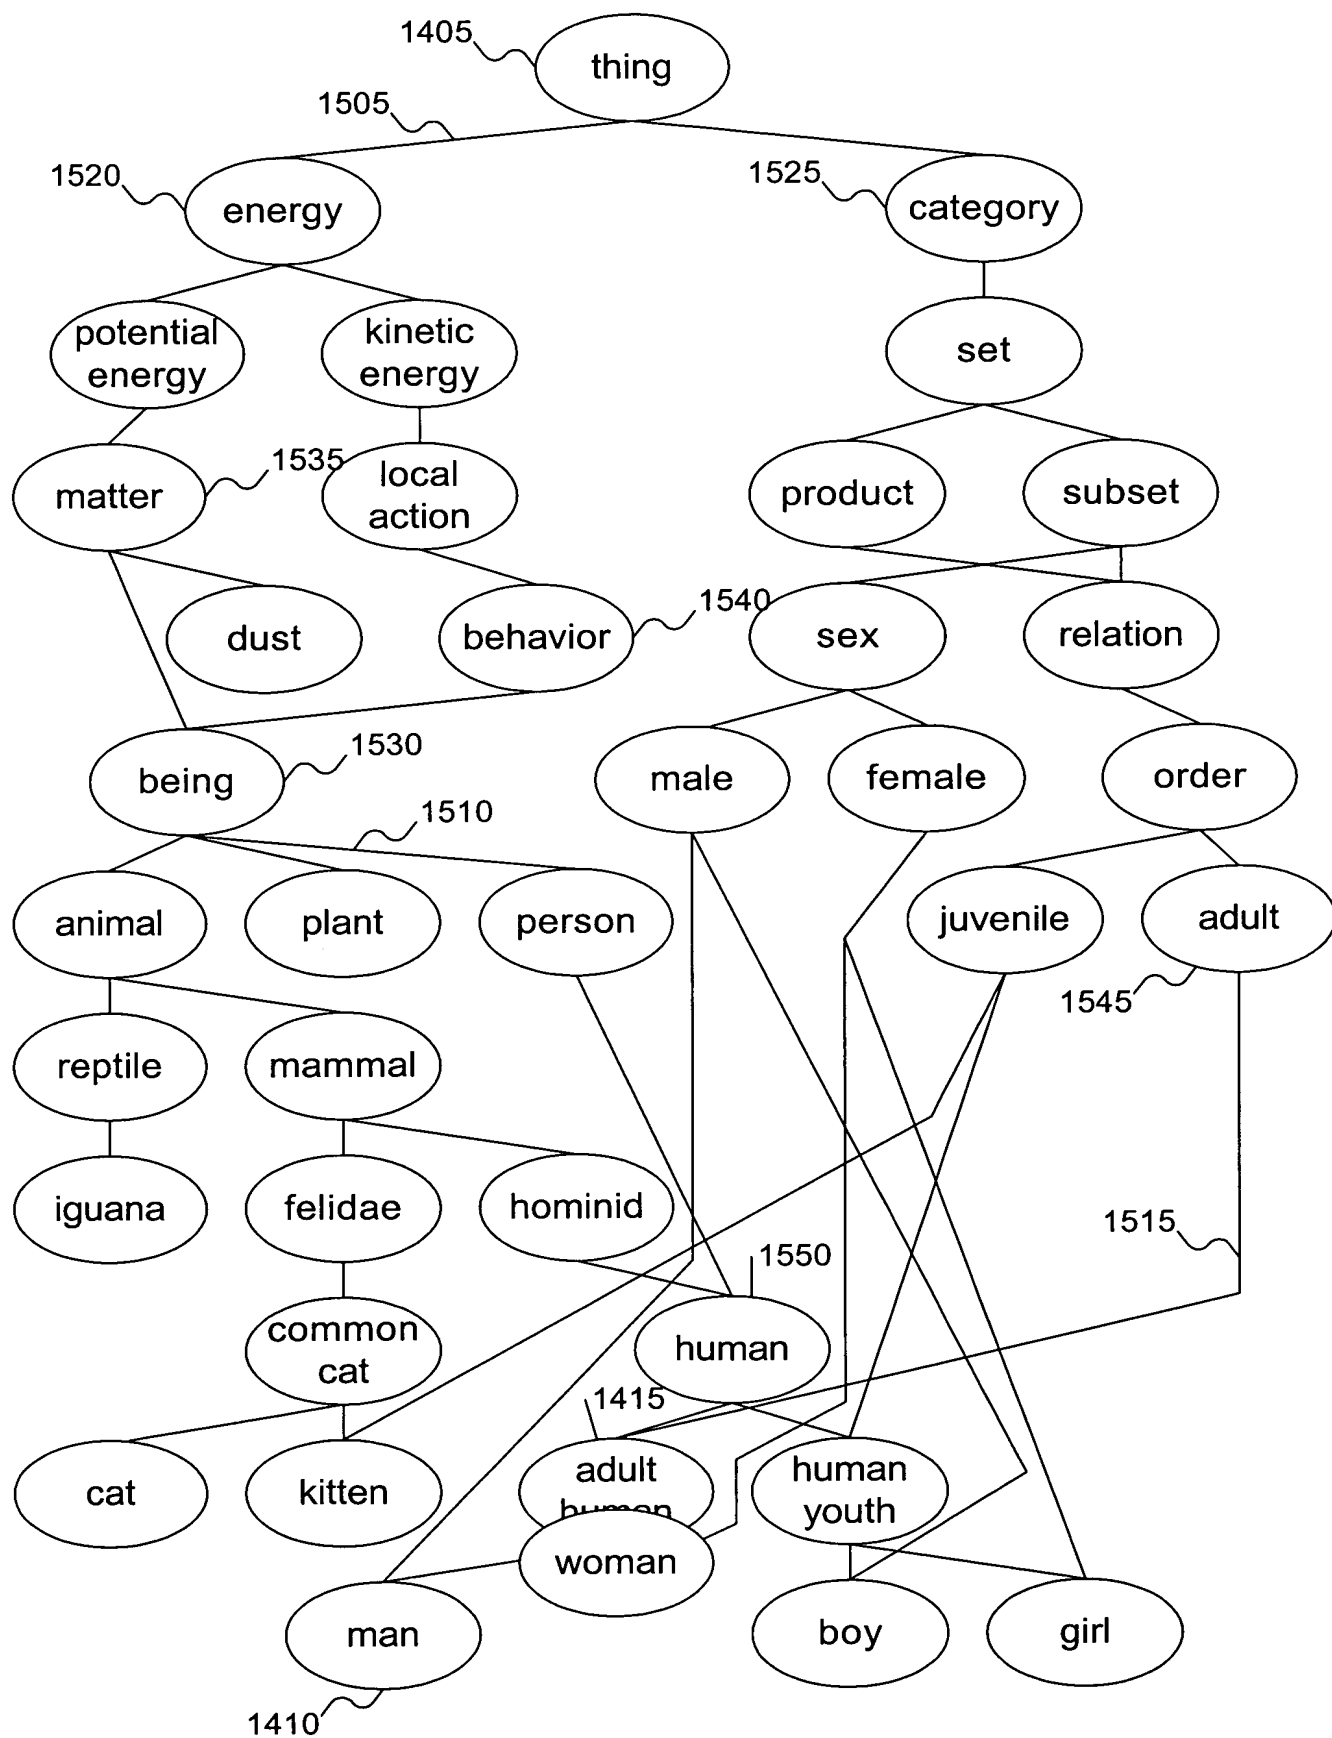 1405
thing
1505
1520
energy
1525
category
potential
energy
kinetic
energy
set
matter
1535
local
action
product
subset
dust
behavior
1540
sex
relation
being
1530
male
female
order
1510
animal
plant
person
juvenile
adult
1545
reptile
mammal
iguana
felidae
hominid
1515
1550
common
cat
human
1415
cat
kitten
adult
human
human
youth
woman
man
boy
girl
1410